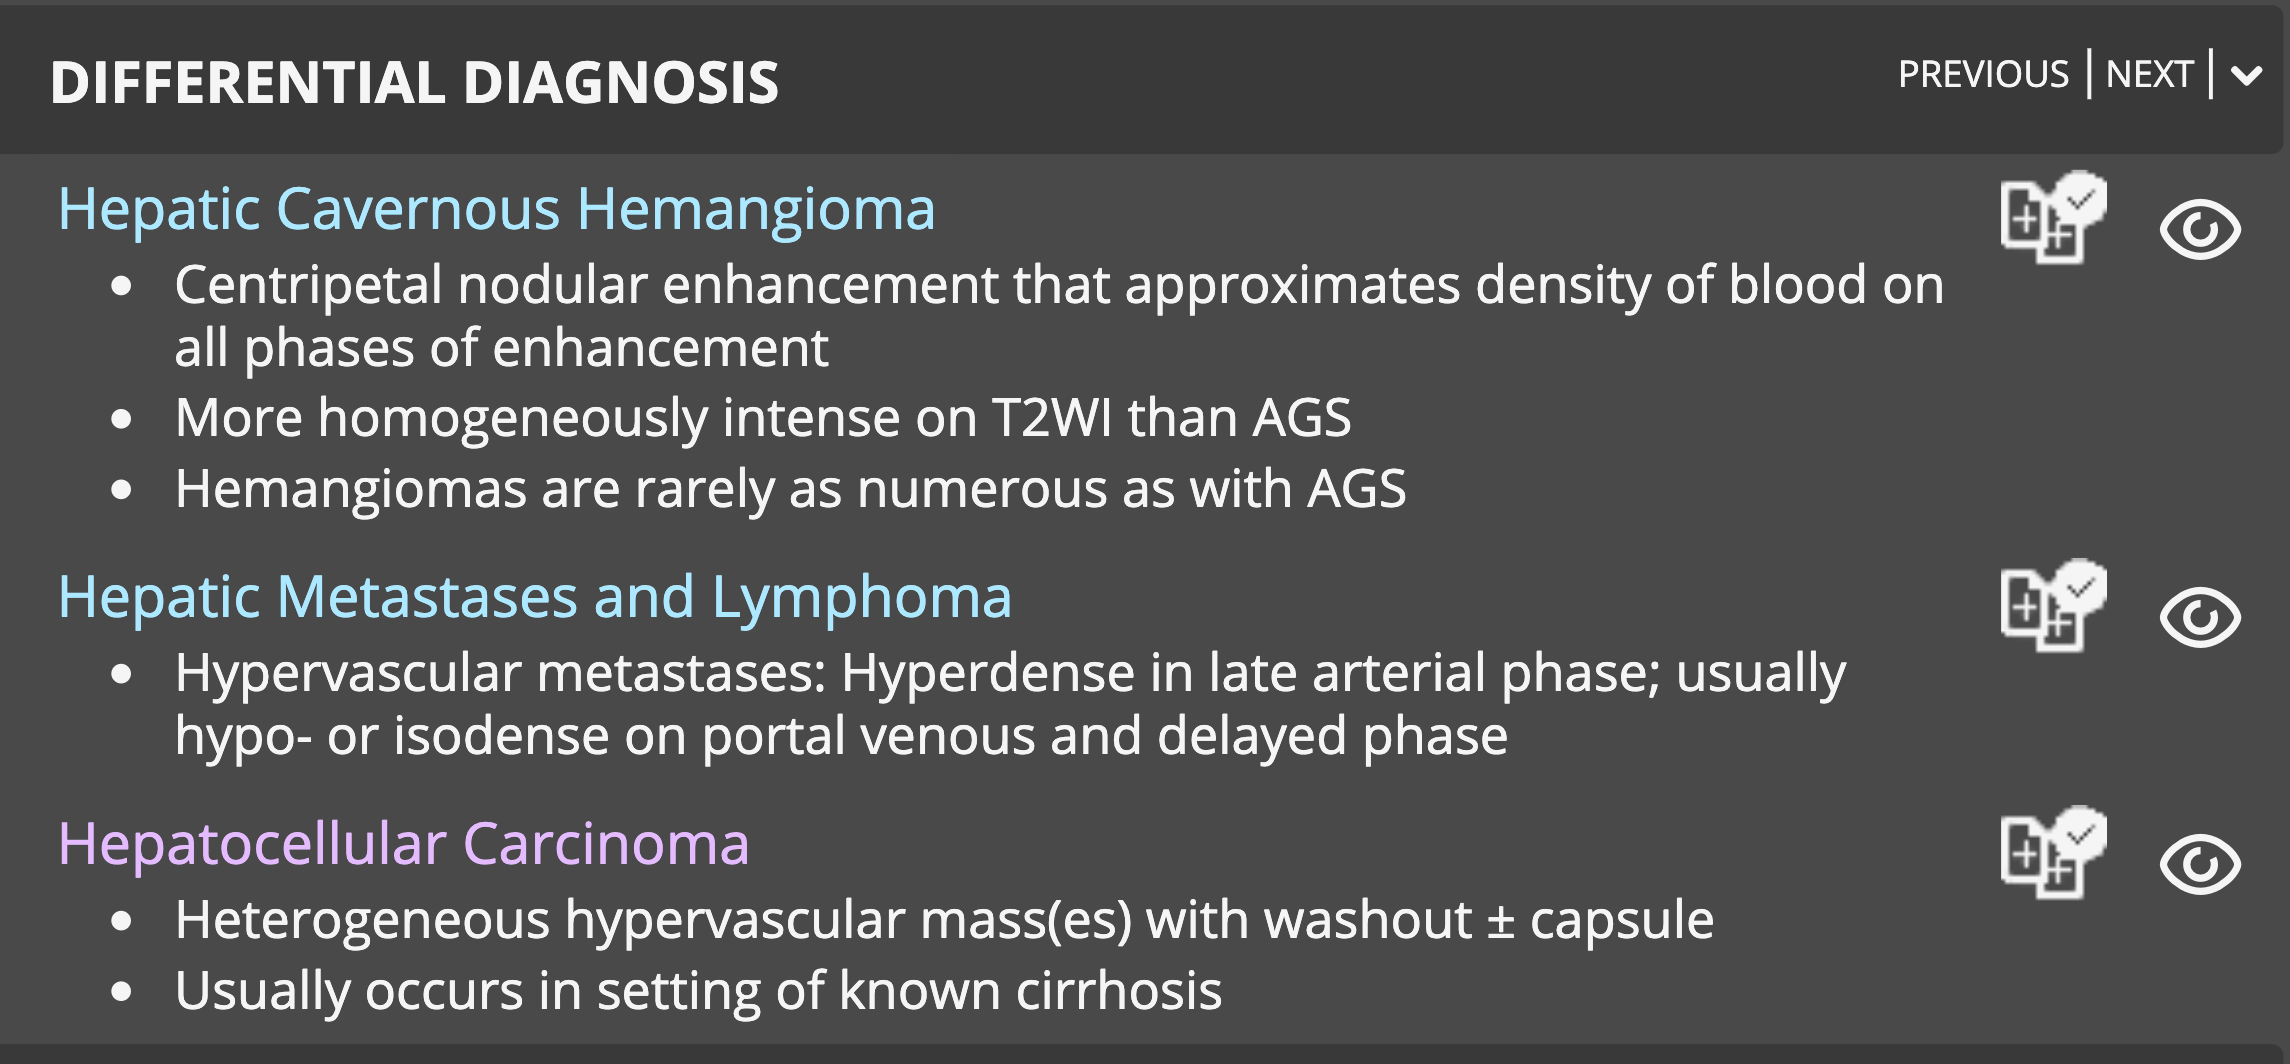 DIFFERENTIAL DIAGNOSIS
PREVIOUS | NEXT |
Hepatic Cavernous Hemangioma
• Centripetal nodular enhancement that approximates density of blood on
all phases of enhancement
• More homogeneously intense on T2WI than AGS
• Hemangiomas are rarely as numerous as with AGS
Hepatic Metastases and Lymphoma
• Hypervascular metastases: Hyperdense in late arterial phase; usually
hypo- or isodense on portal venous and delayed phase
Hepatocellular Carcinoma
• Heterogeneous hypervascular mass(es) with washout ± capsule
• Usually occurs in setting of known cirrhosis